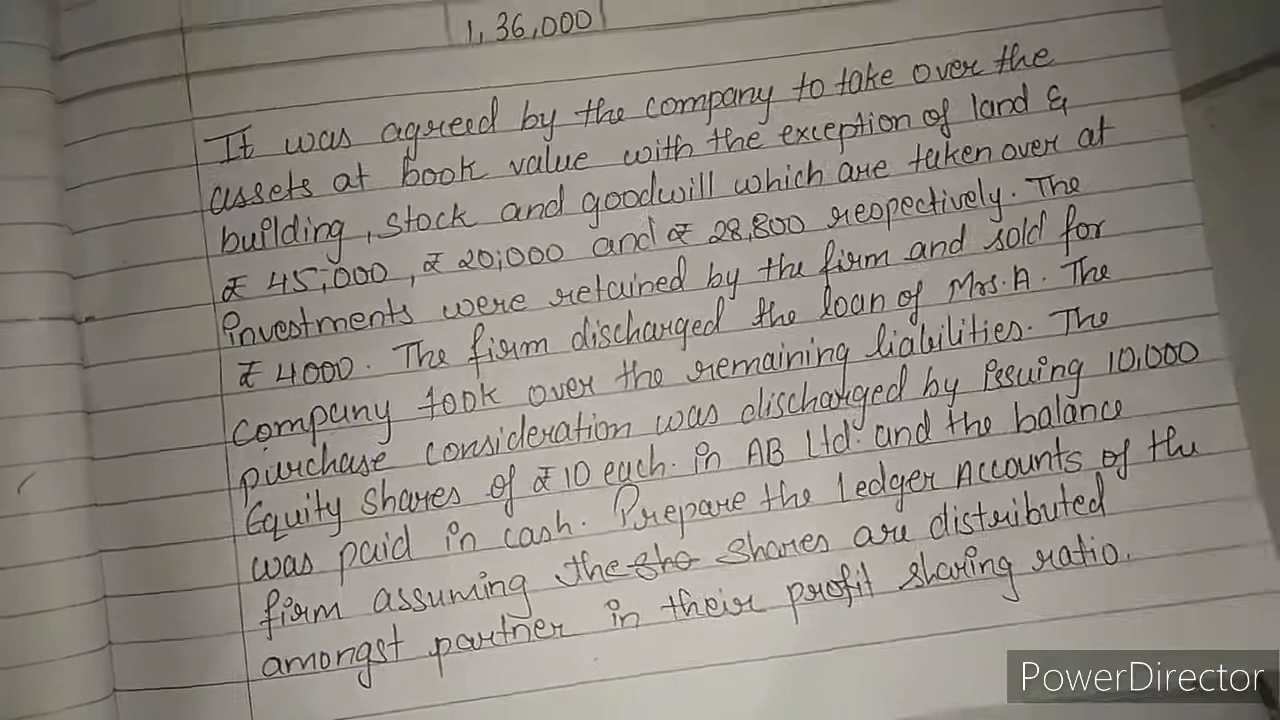 1,36,000
It was agreed by the company to take over the
assets at book value with the exception of land &
building, stock and goodwill which are taken over at
₹ 45,000, ₹ 20,000 and ₹ 28,800 respectively. The
investments were retained by the firm and sold for
₹ 4000. The firm discharged the loan of Mrs. A. The
company took over the remaining liabilities. The
purchase consideration was discharged by issuing 10,000
Equity Shares of ₹ 10 each. in AB Ltd. and the balance
was paid in cash. Prepare the ledger Accounts of the
firm assuming the sho shares are distributed
amongst partner in their profit sharing ratio.
PowerDirector